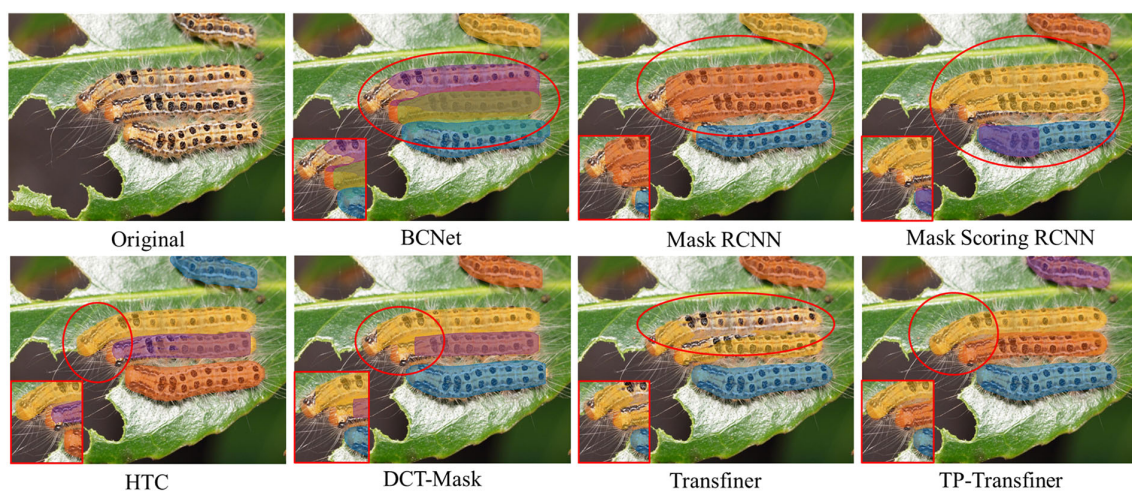 Original
BCNet
Mask RCNN
Mask Scoring RCNN
HTC
DCT-Mask
Transfiner
TP-Transfiner